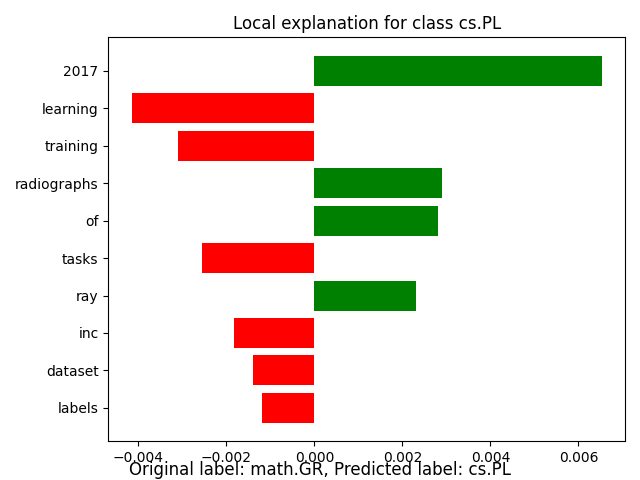 Local explanation for class cs.PL
2017
learning
training
radiographs
of
tasks
ray
inc
dataset
labels
−0.004 −0.002 0.000 0.002 0.004 0.006
Original label: math.GR, Predicted label: cs.PL